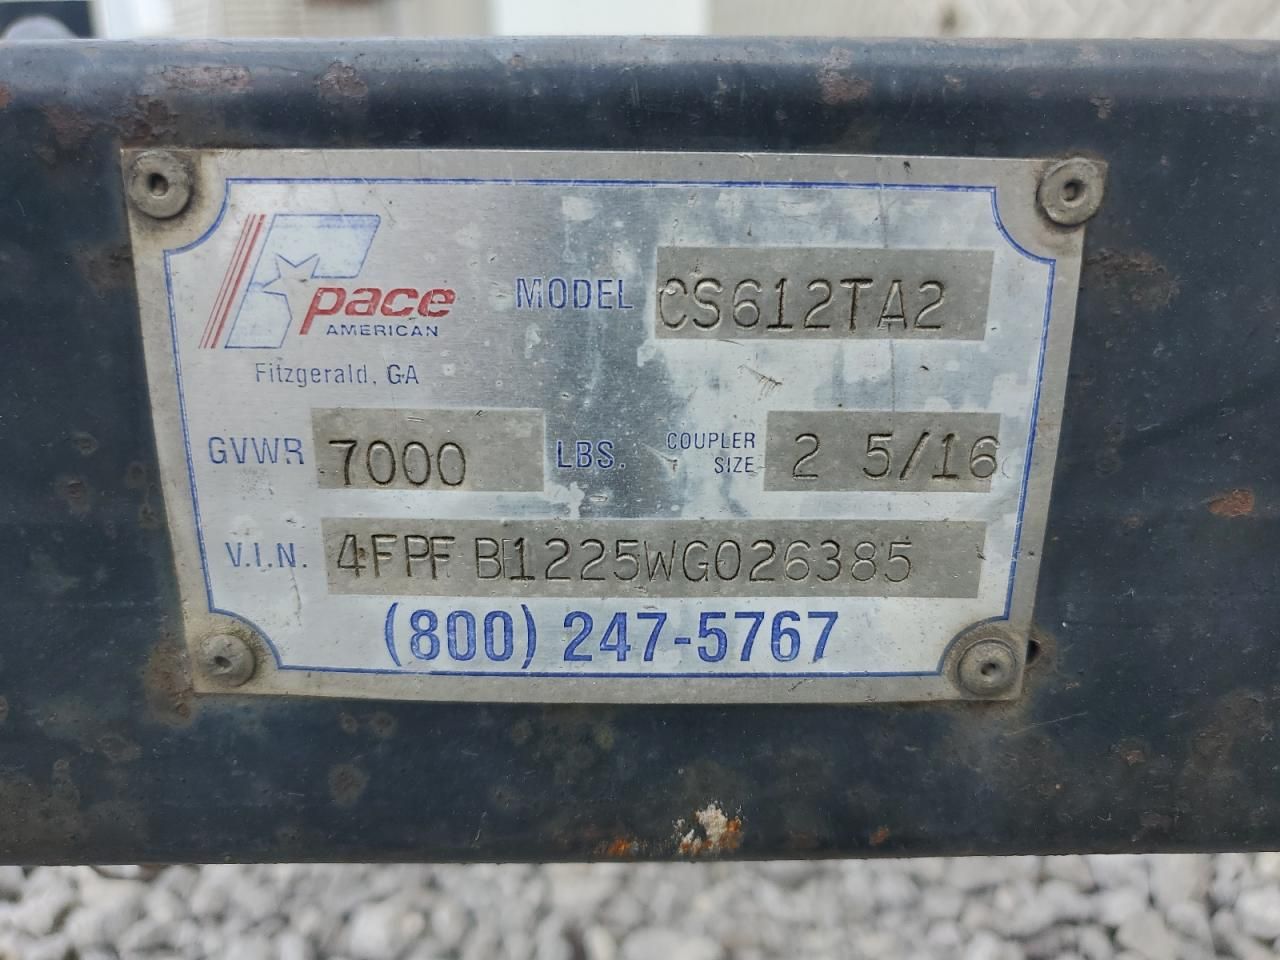 pace
AMERICAN
Fitzgerald, GA
MODEL CS612TA2
GVWR 7000 LBS.
COUPLER SIZE 2 5/16
V.I.N. 4FPFB1225WG026385
(800) 247-5767